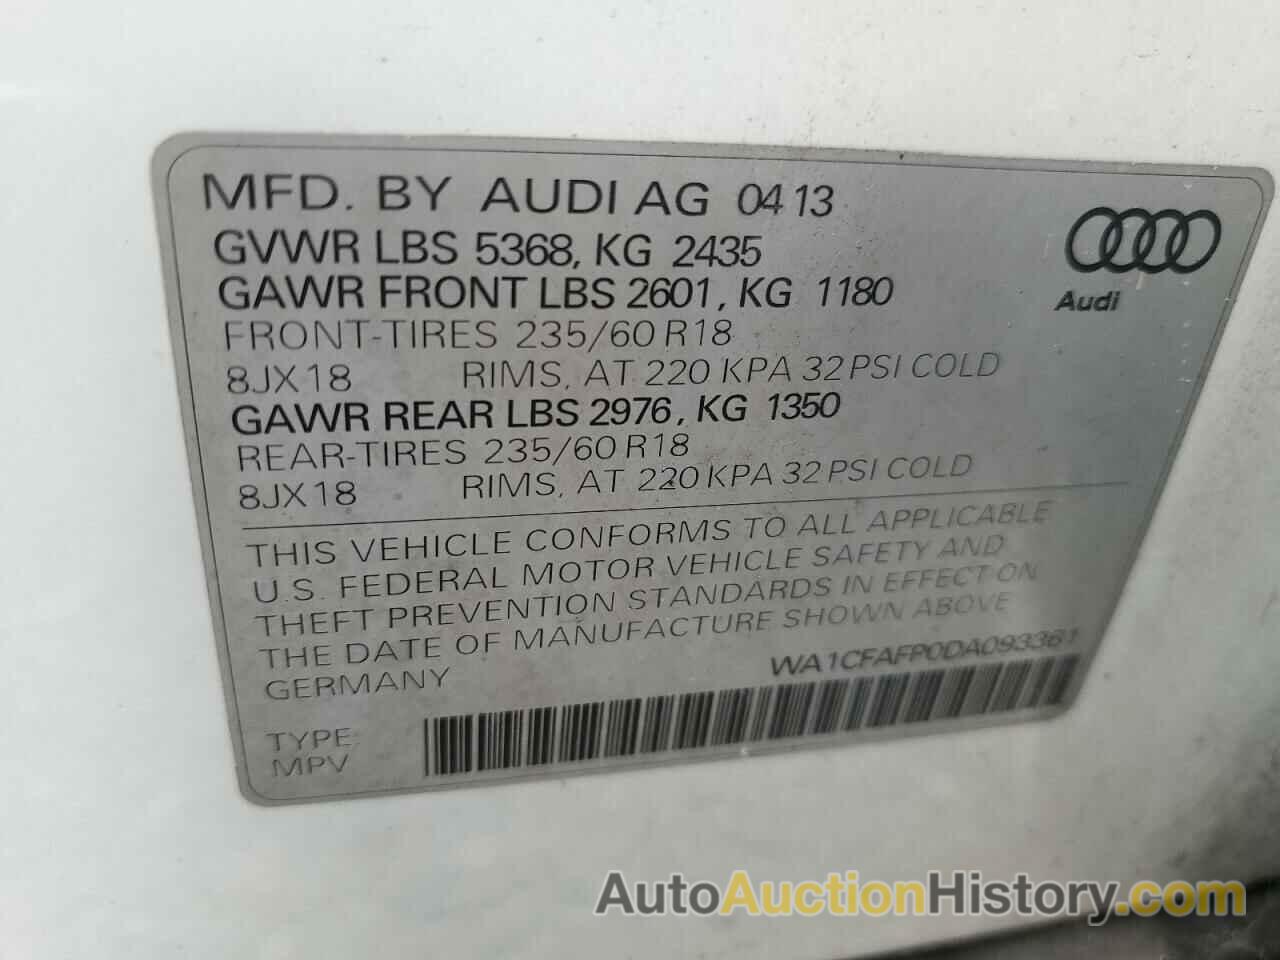 MFD. BY AUDI AG 04 13
GVWR LBS 5368, KG 2435
GAWR FRONT LBS 2601, KG 1180
FRONT-TIRES 235/60 R18
8JX18 RIMS, AT 220 KPA 32 PSI COLD
GAWR REAR LBS 2976, KG 1350
REAR-TIRES 235/60 R18
8JX18 RIMS, AT 220 KPA 32 PSI COLD
Audi
THIS VEHICLE CONFORMS TO ALL APPLICABLE
U.S. FEDERAL MOTOR VEHICLE SAFETY AND
THEFT PREVENTION STANDARDS IN EFFECT ON
THE DATE OF MANUFACTURE SHOWN ABOVE
GERMANY
WA1CFAFP0DA093361
TYPE:
MPV
AutoAuctionHistory.com